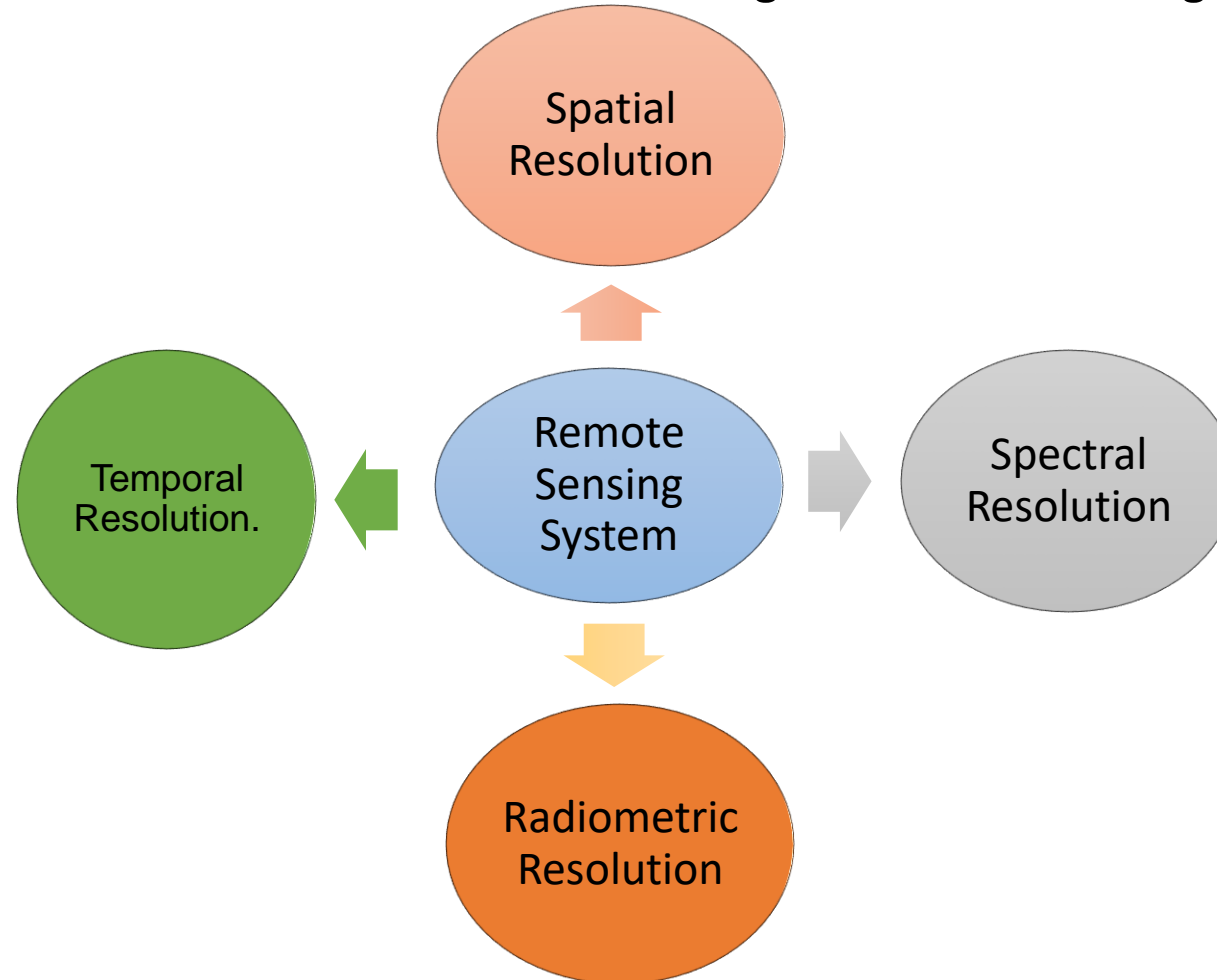 Spatial
Resolution
Remote
Sensing
System
Spectral
Resolution
Temporal
Resolution.
Radiometric
Resolution